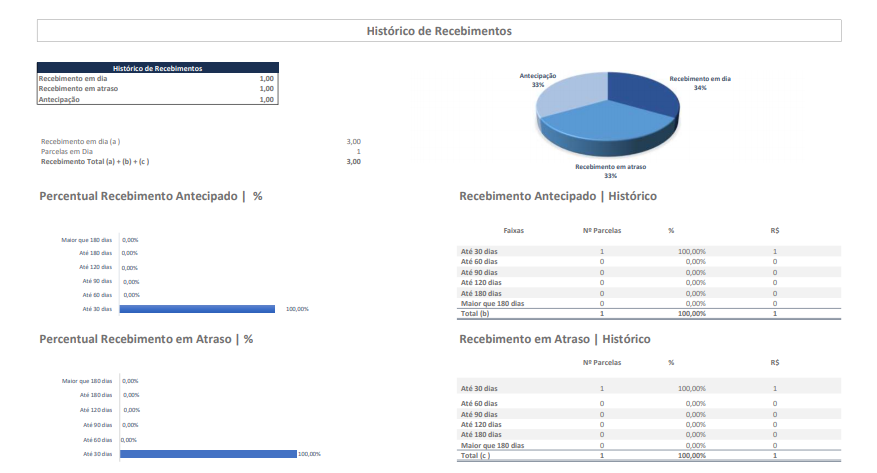 Histórico de Recebimentos
Histórico de Recebimentos
Recebimento em dia 1,00
Recebimento em atraso 1,00
Antecipação 1,00
Antecipação
33%
Recebimento em dia
34%
Recebimento em atraso
33%
Recebimento em dia (a ) 3,00
Parcelas em Dia 1
Recebimento Total (a) + (b) + (c ) 3,00
Percentual Recebimento Antecipado | %
Maior que 180 dias 0,00%
Até 180 dias 0,00%
Até 120 dias 0,00%
Até 90 dias 0,00%
Até 60 dias 0,00%
Até 30 dias 100,00%
Recebimento Antecipado | Histórico
Faixas Nº Parcelas % R$
Até 30 dias 1 100,00% 1
Até 60 dias 0 0,00% 0
Até 90 dias 0 0,00% 0
Até 120 dias 0 0,00% 0
Até 180 dias 0 0,00% 0
Maior que 180 dias 0 0,00% 0
Total (b) 1 100,00% 1
Percentual Recebimento em Atraso | %
Maior que 180 dias 0,00%
Até 180 dias 0,00%
Até 120 dias 0,00%
Até 90 dias 0,00%
Até 60 dias 0,00%
Até 30 dias 100,00%
Recebimento em Atraso | Histórico
Nº Parcelas % R$
Até 30 dias 1 100,00% 1
Até 60 dias 0 0,00% 0
Até 90 dias 0 0,00% 0
Até 120 dias 0 0,00% 0
Até 180 dias 0 0,00% 0
Maior que 180 dias 0 0,00% 0
Total (c ) 1 100,00% 1